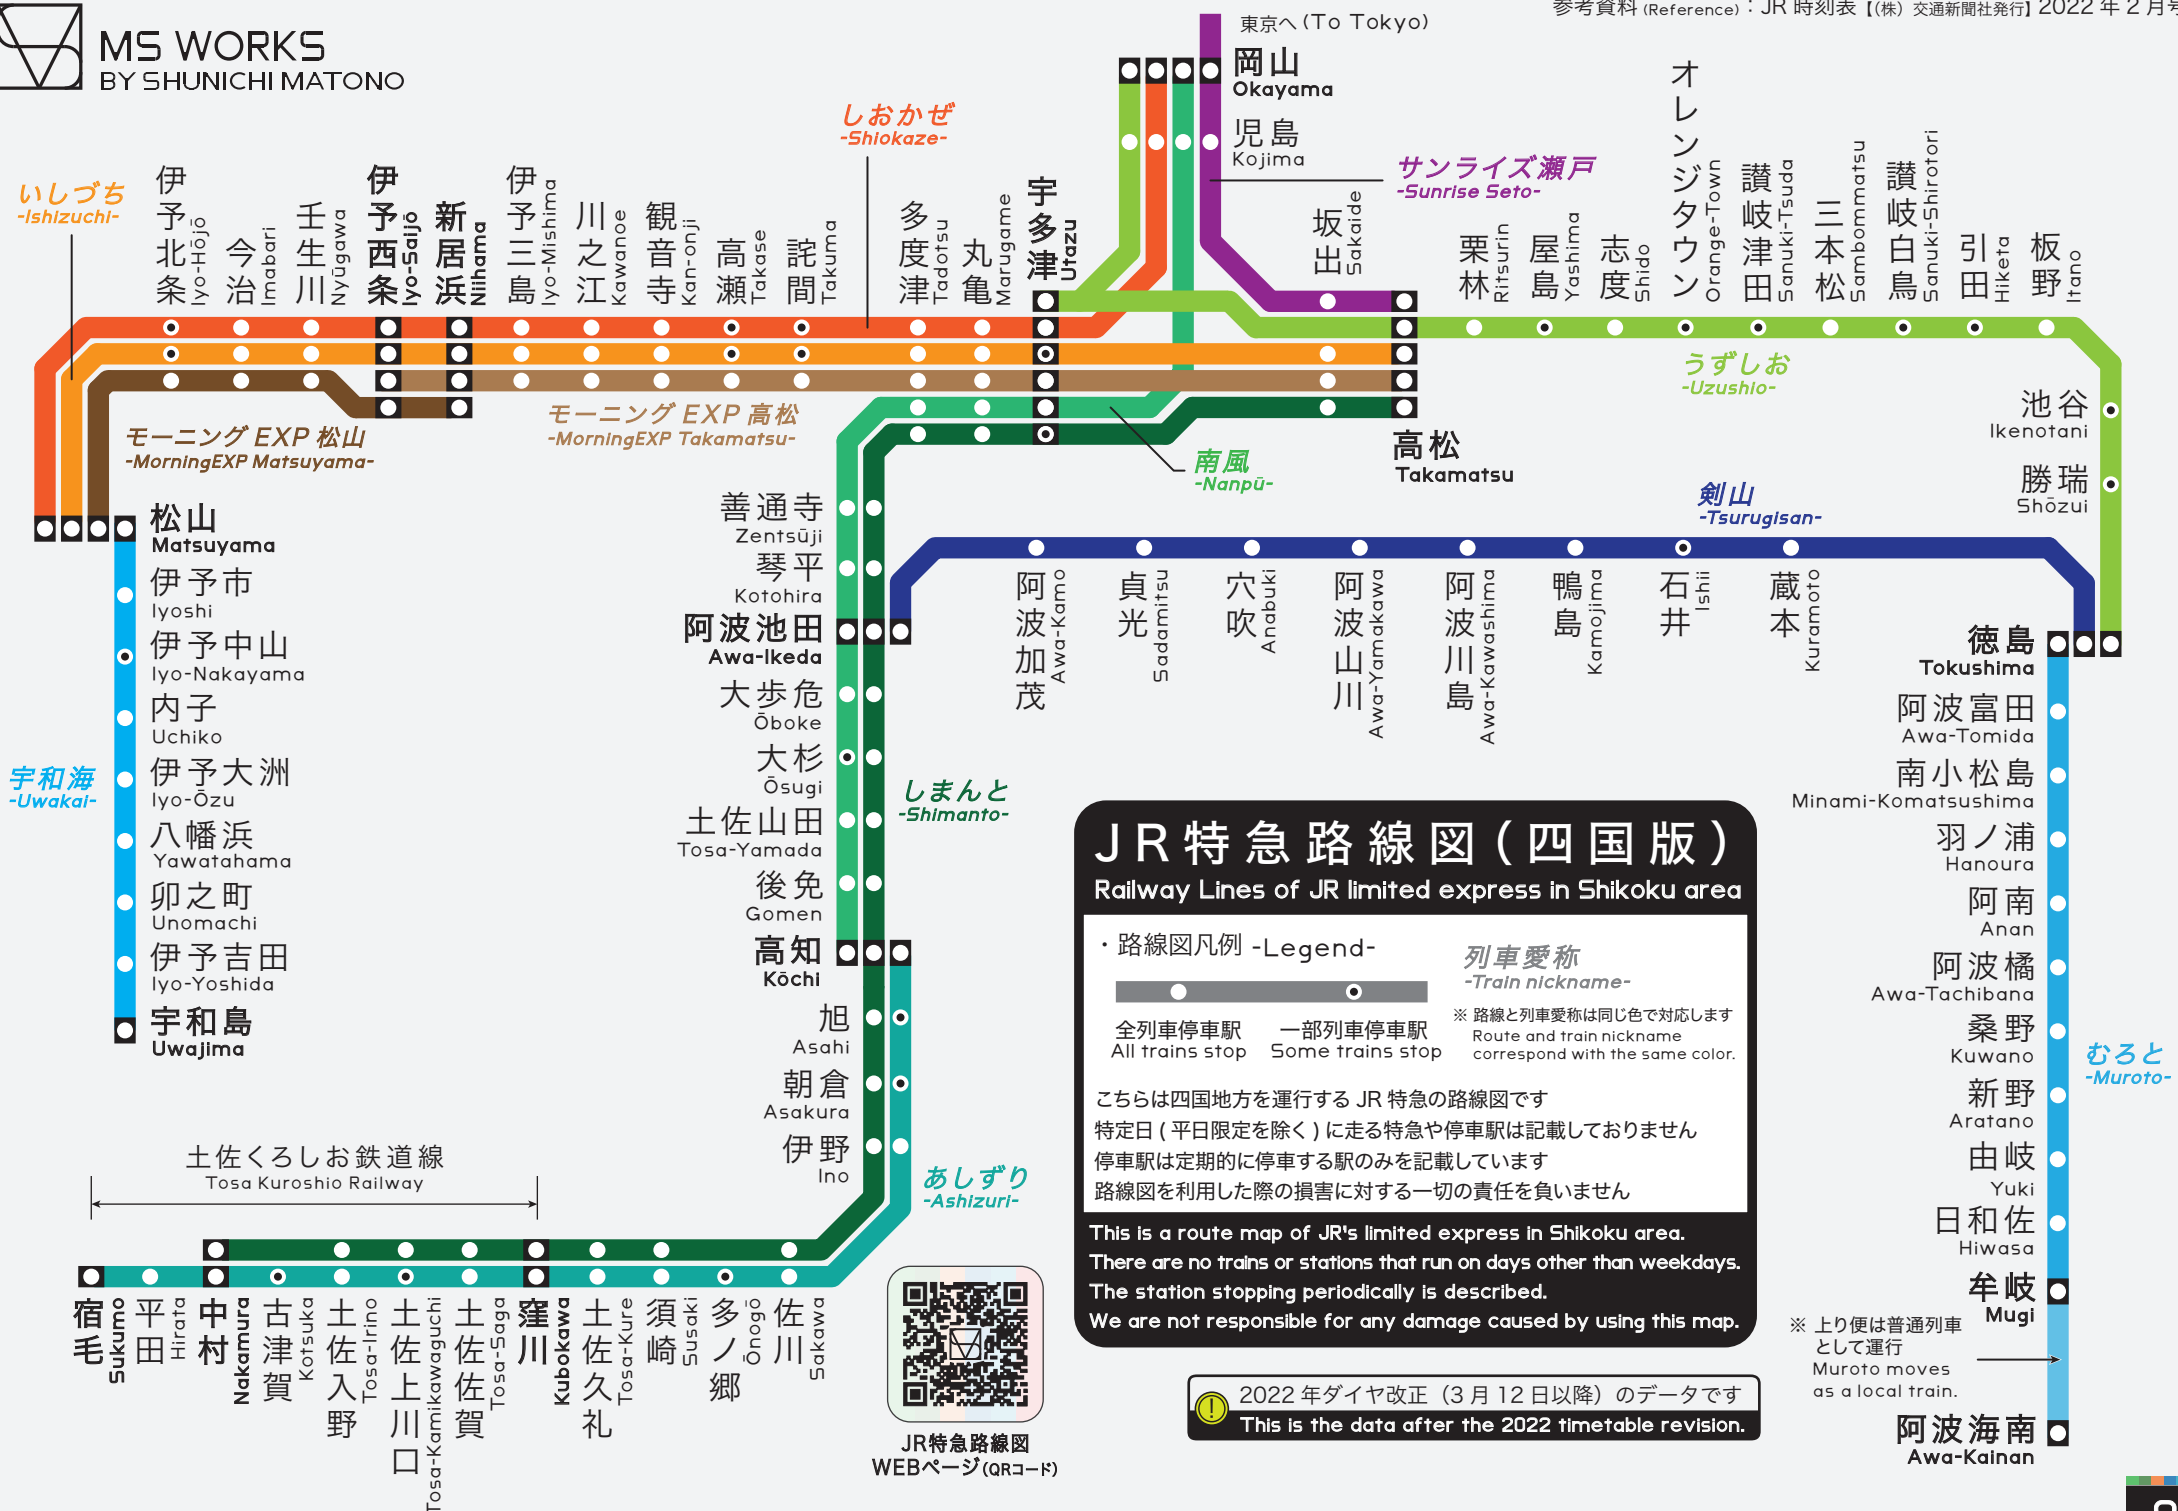 MS WORKS
BY SHUNICHI MATONO
東京へ (To Tokyo)
参考資料 (Reference)：JR 時刻表【(株) 交通新聞社発行】2022 年 2 月号
岡山
Okayama
児島
Kojima
しおかぜ
-Shiokaze-
サンライズ瀬戸
-Sunrise Seto-
いしづち
-Ishizuchi-
伊予北条
Iyo-Hōjō
今治
Imabari
壬生川
Nyūgawa
伊予西条
Iyo-Saijō
新居浜
Niihama
伊予三島
Iyo-Mishima
川之江
Kawanoe
観音寺
Kan-onji
高瀬
Takase
詫間
Takuma
多度津
Tadotsu
丸亀
Marugame
宇多津
Utazu
坂出
Sakaide
栗林
Ritsurin
屋島
Yashima
志度
Shido
オレンジタウン
Orange-Town
讃岐津田
Sanuki-Tsuda
三本松
Sambommatsu
讃岐白鳥
Sanuki-Shirotori
引田
Hiketa
板野
Itano
うずしお
-Uzushio-
池谷
Ikenotani
勝瑞
Shōzui
モーニング EXP 松山
-MorningEXP Matsuyama-
モーニング EXP 高松
-MorningEXP Takamatsu-
南風
-Nanpū-
高松
Takamatsu
剣山
-Tsurugisan-
松山
Matsuyama
伊予市
Iyoshi
伊予中山
Iyo-Nakayama
内子
Uchiko
伊予大洲
Iyo-Ōzu
八幡浜
Yawatahama
卯之町
Unomachi
伊予吉田
Iyo-Yoshida
宇和島
Uwajima
宇和海
-Uwakai-
善通寺
Zentsūji
琴平
Kotohira
阿波池田
Awa-Ikeda
大歩危
Ōboke
大杉
Ōsugi
土佐山田
Tosa-Yamada
後免
Gomen
高知
Kōchi
旭
Asahi
朝倉
Asakura
伊野
Ino
しまんと
-Shimanto-
あしずり
-Ashizuri-
阿波加茂
Awa-Kamo
貞光
Sadamitsu
穴吹
Anabuki
阿波山川
Awa-Yamakawa
阿波川島
Awa-Kawashima
鴨島
Kamojima
石井
Ishii
蔵本
Kuramoto
徳島
Tokushima
阿波富田
Awa-Tomida
南小松島
Minami-Komatsushima
羽ノ浦
Hanoura
阿南
Anan
阿波橘
Awa-Tachibana
桑野
Kuwano
新野
Aratano
由岐
Yuki
日和佐
Hiwasa
牟岐
Mugi
阿波海南
Awa-Kainan
むろと
-Muroto-
※ 上り便は普通列車
として運行
Muroto moves
as a local train.
土佐くろしお鉄道線
Tosa Kuroshio Railway
宿毛
Sukumo
平田
Hirata
中村
Nakamura
古津賀
Kotsuka
土佐入野
Tosa-Irino
土佐上川口
Tosa-Kamikawaguchi
土佐佐賀
Tosa-Saga
窪川
Kubokawa
土佐久礼
Tosa-Kure
須崎
Susaki
多ノ郷
Ōnogō
佐川
Sakawa
JR特急路線図
WEBページ(QRコード)
JR特急路線図(四国版)
Railway Lines of JR limited express in Shikoku area
・路線図凡例 -Legend-
列車愛称
-Train nickname-
全列車停車駅
All trains stop
一部列車停車駅
Some trains stop
※ 路線と列車愛称は同じ色で対応します
Route and train nickname
correspond with the same color.
こちらは四国地方を運行する JR 特急の路線図です
特定日 ( 平日限定を除く ) に走る特急や停車駅は記載しておりません
停車駅は定期的に停車する駅のみを記載しています
路線図を利用した際の損害に対する一切の責任を負いません
This is a route map of JR's limited express in Shikoku area.
There are no trains or stations that run on days other than weekdays.
The station stopping periodically is described.
We are not responsible for any damage caused by using this map.
2022 年ダイヤ改正（3 月 12 日以降）のデータです
This is the data after the 2022 timetable revision.